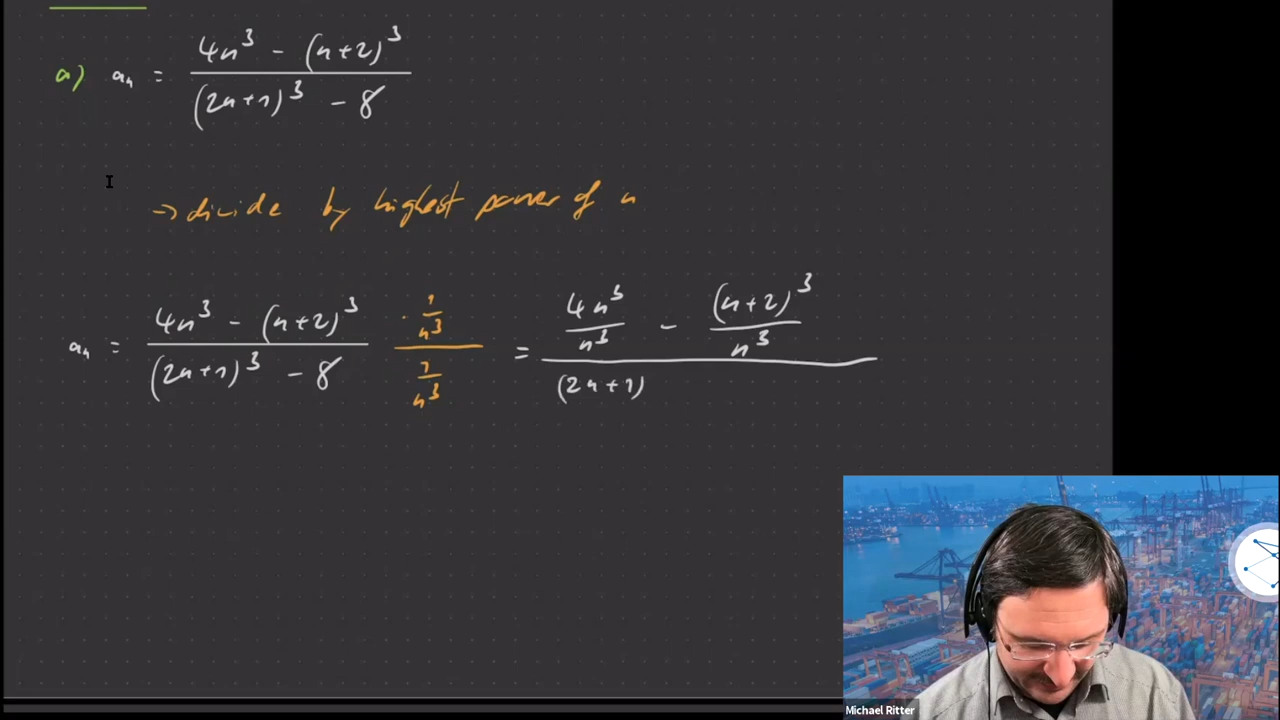 a) aₙ = (4n³ - (n+2)³) / ((2n+1)³ - 8)
→ divide by highest power of n
aₙ = (4n³ - (n+2)³) / ((2n+1)³ - 8) · (1/n³) / (1/n³) = (4n³/n³ - (n+2)³/n³) / (2n+1)
Michael Ritter